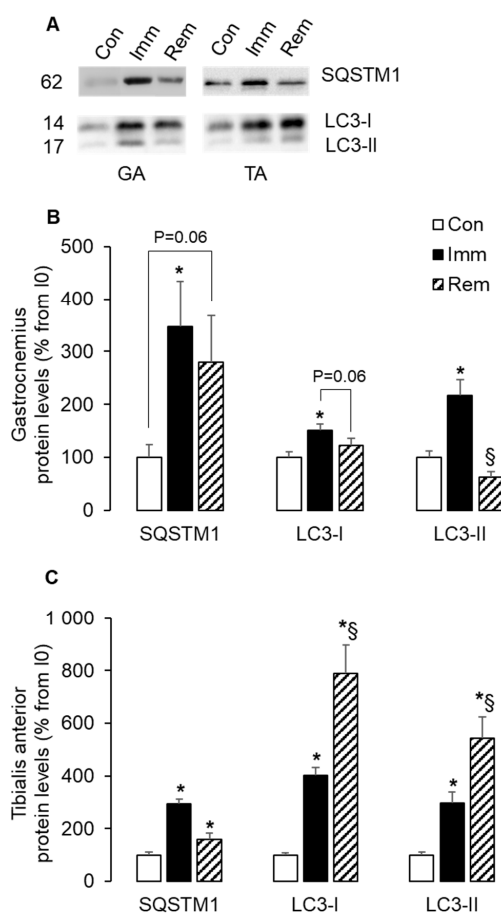 A
Con Imm Rem Con Imm Rem
62 SQSTM1
14 LC3-I
17 LC3-II
GA TA
B
Con
Imm
Rem
Gastrocnemius
protein levels (% from I0)
500
400
300
200
100
0
P=0.06
*
P=0.06
*
*
§
SQSTM1 LC3-I LC3-II
C
Tibialis anterior
protein levels (% from I0)
1 000
800
600
400
200
0
*
*
*
*§
*
*§
SQSTM1 LC3-I LC3-II